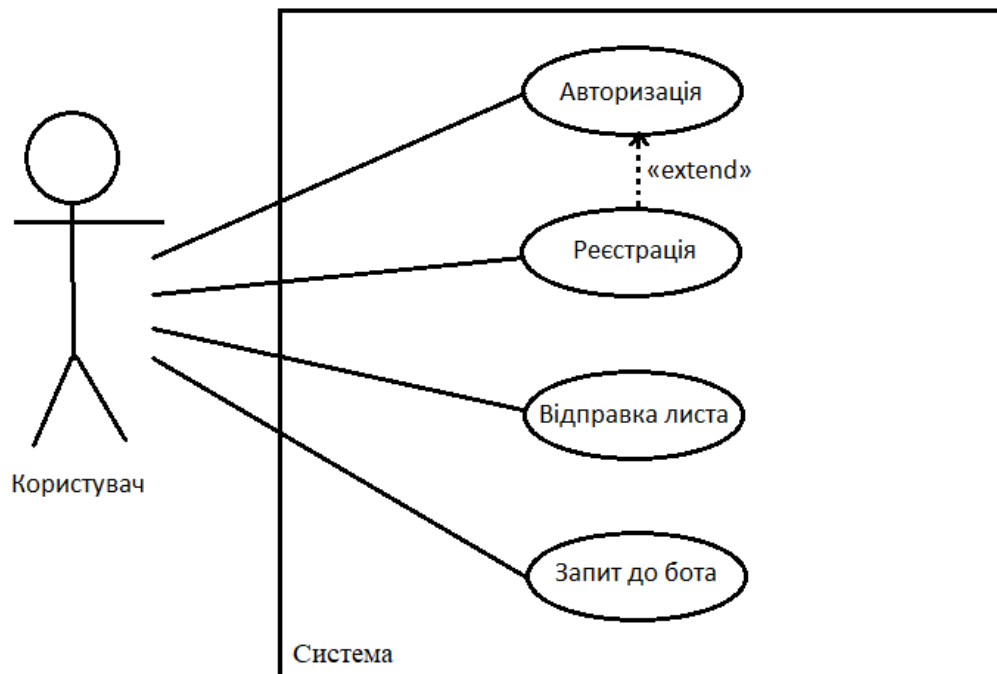 Авторизація
«extend»
Реєстрація
Відправка листа
Користувач
Запит до бота
Система